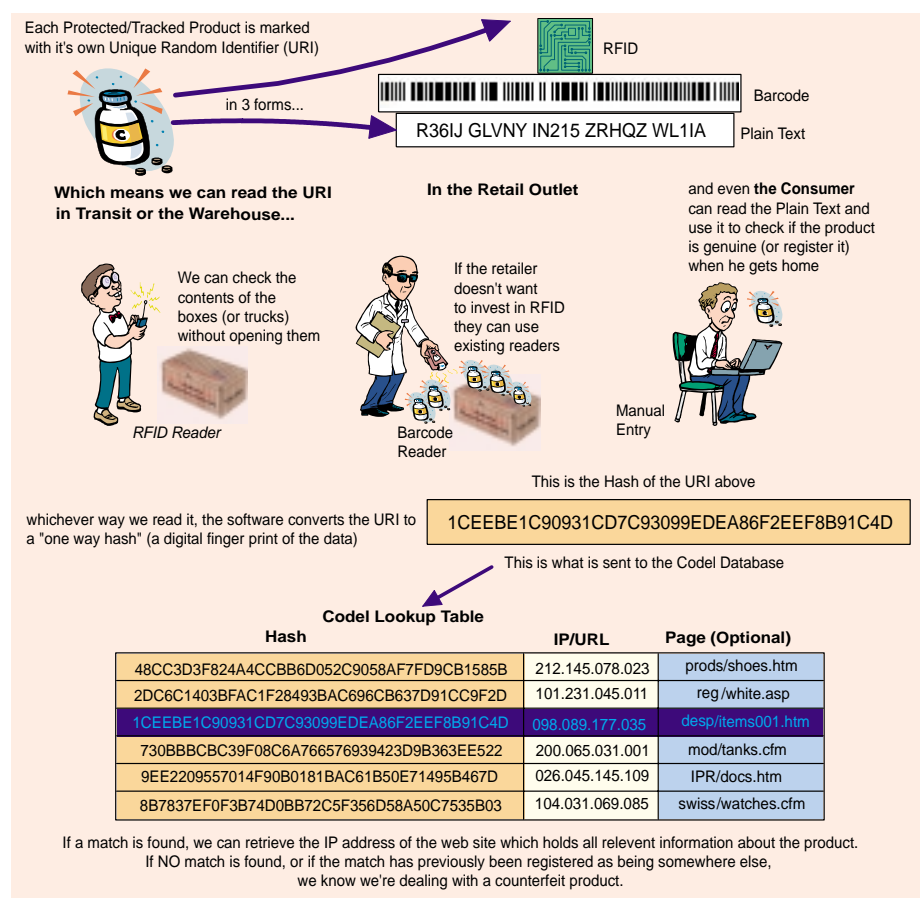 Each Protected/Tracked Product is marked
with it's own Unique Random Identifier (URI)
RFID
in 3 forms...
Barcode
R36IJ GLVNY IN215 ZRHQZ WL1IA
Plain Text
C
Which means we can read the URI
in Transit or the Warehouse...
In the Retail Outlet
and even the Consumer
can read the Plain Text and
use it to check if the product
is genuine (or register it)
when he gets home
We can check the
contents of the
boxes (or trucks)
without opening them
If the retailer
doesn't want
to invest in RFID
they can use
existing readers
RFID Reader
Barcode
Reader
Manual
Entry
This is the Hash of the URI above
whichever way we read it, the software converts the URI to
a "one way hash" (a digital finger print of the data)
1CEEBE1C90931CD7C93099EDEA86F2EEF8B91C4D
This is what is sent to the Codel Database
Codel Lookup Table
Hash IP/URL Page (Optional)
48CC3D3F824A4CCBB6D052C9058AF7FD9CB1585B 212.145.078.023 prods/shoes.htm
2DC6C1403BFAC1F28493BAC696CB637D91CC9F2D 101.231.045.011 reg/white.asp
1CEEBE1C90931CD7C93099EDEA86F2EEF8B91C4D 098.089.177.035 desp/items001.htm
730BBBCBC39F08C6A766576939423D9B363EE522 200.065.031.001 mod/tanks.cfm
9EE2209557014F90B0181BAC61B50E71495B467D 026.045.145.109 IPR/docs.htm
8B7837EF0F3B74D0BB72C5F356D58A50C7535B03 104.031.069.085 swiss/watches.cfm
If a match is found, we can retrieve the IP address of the web site which holds all relevent information about the product.
If NO match is found, or if the match has previously been registered as being somewhere else,
we know we're dealing with a counterfeit product.